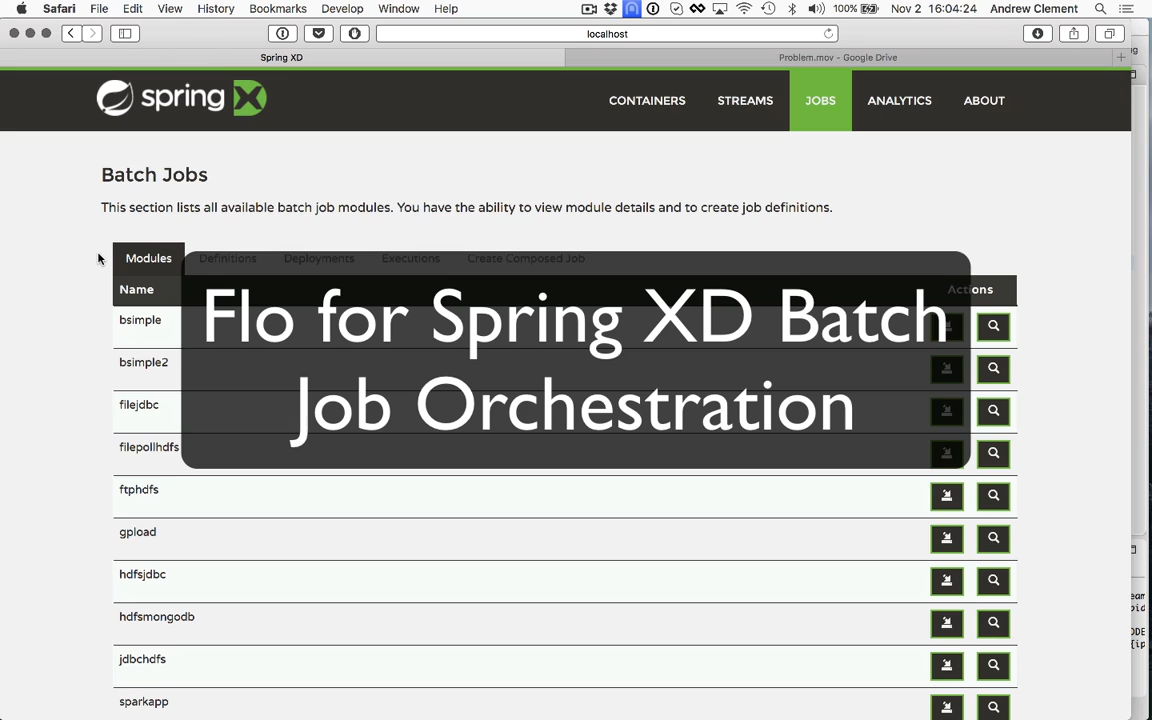 Safari File Edit View History Bookmarks Develop Window Help 100% Nov 2 16:04:24 Andrew Clement
localhost
Spring XD Problem.mov - Google Drive
spring X CONTAINERS STREAMS JOBS ANALYTICS ABOUT
Batch Jobs
This section lists all available batch job modules. You have the ability to view module details and to create job definitions.
Modules Definitions Deployments Executions Create Composed Job
Name Actions
Flo for Spring XD Batch
Job Orchestration
bsimple
bsimple2
filejdbc
filepollhdfs
ftphdfs
gpload
hdfsjdbc
hdfsmongodb
jdbchdfs
sparkapp